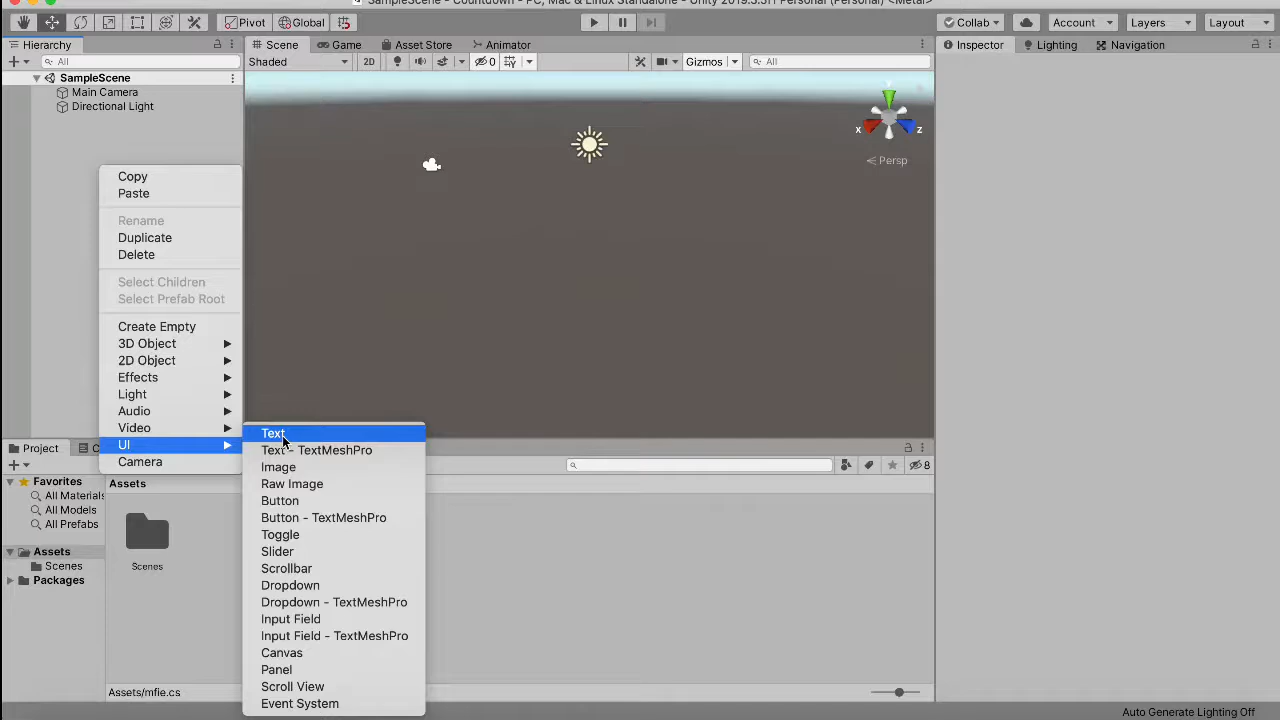 SampleScene - Countdown - PC, Mac & Linux Standalone - Unity 2019.3.3f1 Personal (Personal) <Metal>
Pivot Global Collab Account Layers Layout
Hierarchy Scene Game Asset Store Animator Inspector Lighting Navigation
All Shaded 2D 0 Gizmos All
SampleScene
Main Camera
Directional Light
x z
Persp
Copy
Paste
Rename
Duplicate
Delete
Select Children
Select Prefab Root
Create Empty
3D Object
2D Object
Effects
Light
Audio
Video
UI
Camera
Text
Text - TextMeshPro
Image
Raw Image
Button
Button - TextMeshPro
Toggle
Slider
Scrollbar
Dropdown
Dropdown - TextMeshPro
Input Field
Input Field - TextMeshPro
Canvas
Panel
Scroll View
Event System
Project C
8
Favorites
All Materials
All Models
All Prefabs
Assets
Scenes
Packages
Assets
Scenes
Assets/mfie.cs
Auto Generate Lighting Off